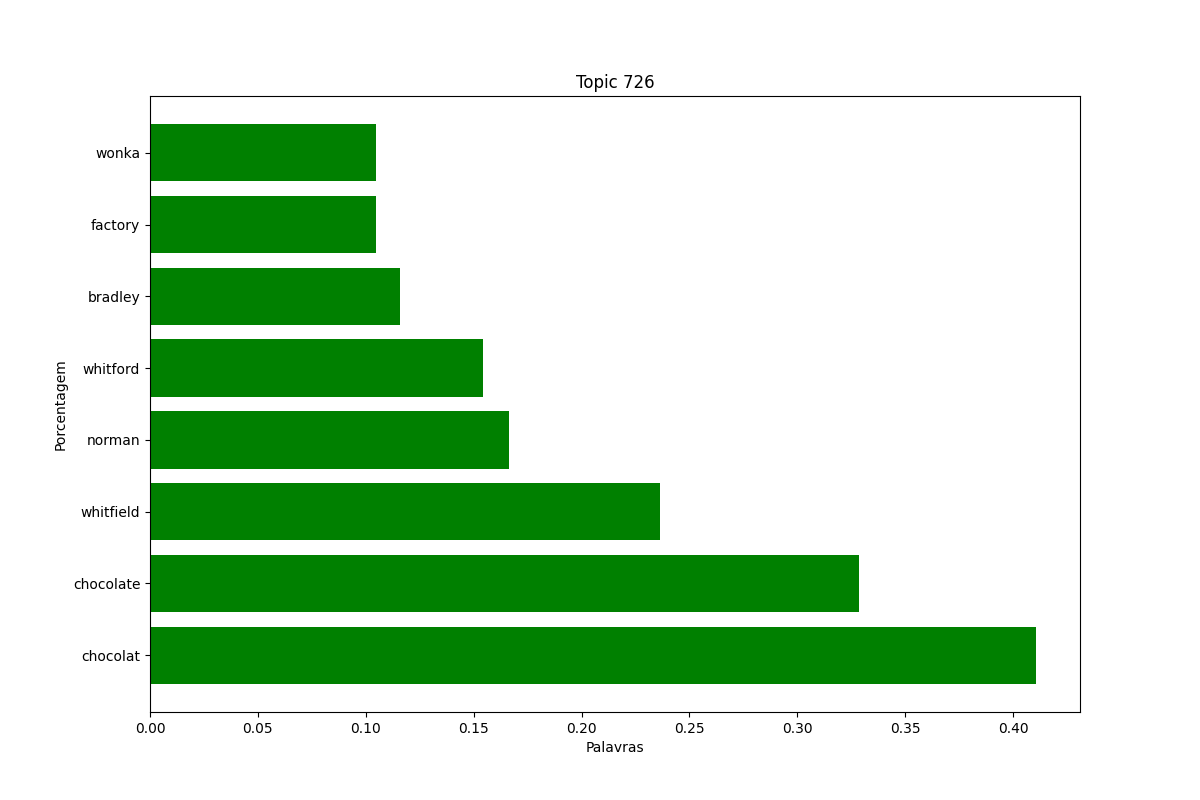 Topic 726
wonka
factory
bradley
whitford
norman
whitfield
chocolate
chocolat
Porcentagem
0.00 0.05 0.10 0.15 0.20 0.25 0.30 0.35 0.40
Palavras